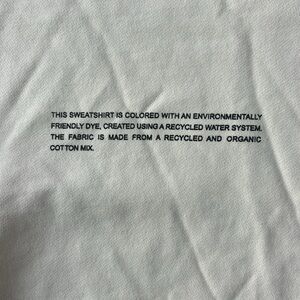 THIS SWEATSHIRT IS COLORED WITH AN ENVIRONMENTALLY
FRIENDLY DYE, CREATED USING A RECYCLED WATER SYSTEM.
THE FABRIC IS MADE FROM A RECYCLED AND ORGANIC
COTTON MIX.